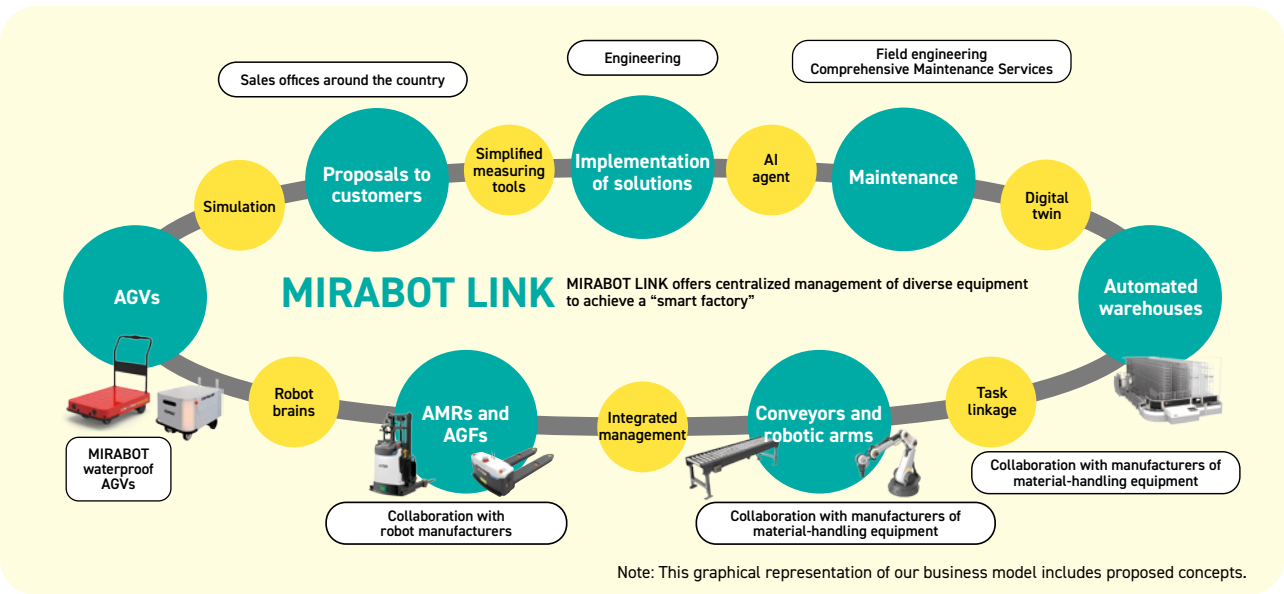 Sales offices around the country
Engineering
Field engineering
Comprehensive Maintenance Services
Simulation
Proposals to
customers
Simplified
measuring
tools
Implementation
of solutions
AI
agent
Maintenance
Digital
twin
AGVs
MIRABOT LINK
MIRABOT LINK offers centralized management of diverse equipment
to achieve a “smart factory”
Automated
warehouses
Robot
brains
AMRs and
AGFs
Integrated
management
Conveyors and
robotic arms
Task
linkage
MIRABOT
waterproof
AGVs
Collaboration with
robot manufacturers
Collaboration with manufacturers of
material-handling equipment
Collaboration with manufacturers of
material-handling equipment
Note: This graphical representation of our business model includes proposed concepts.